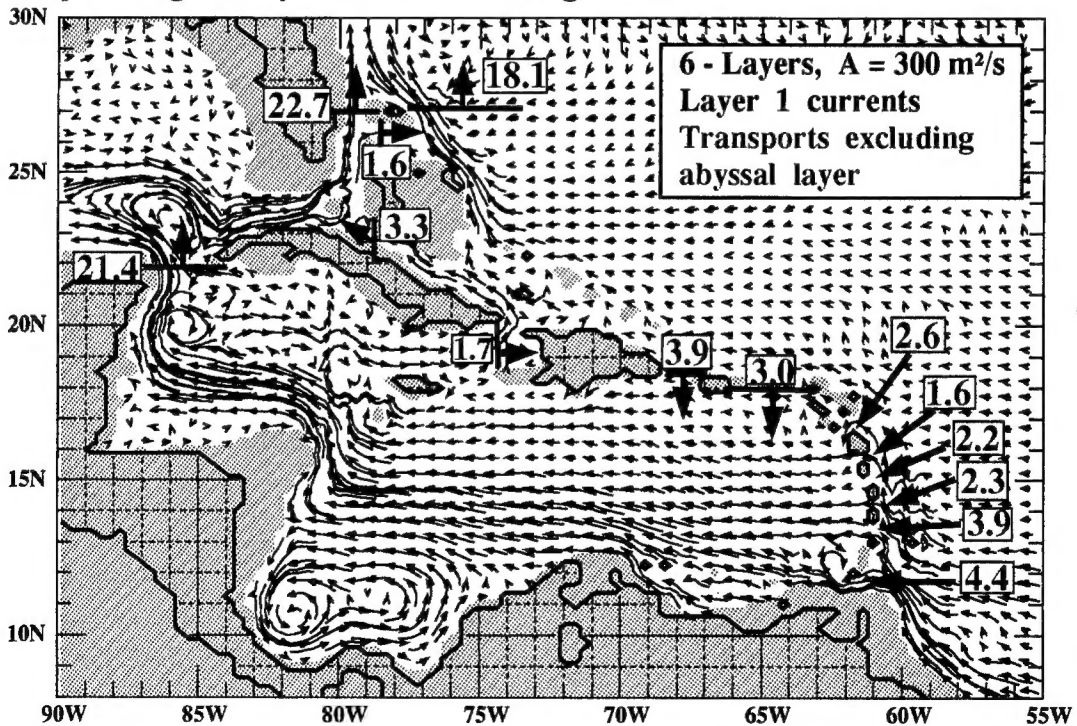 30N
6 - Layers, A = 300 m²/s
Layer 1 currents
Transports excluding
abyssal layer
18.1
22.7
1.6
25N
3.3
21.4
20N
1.7
3.9
3.0
2.6
1.6
2.2
15N
2.3
3.9
4.4
10N
90W 85W 80W 75W 70W 65W 60W 55W